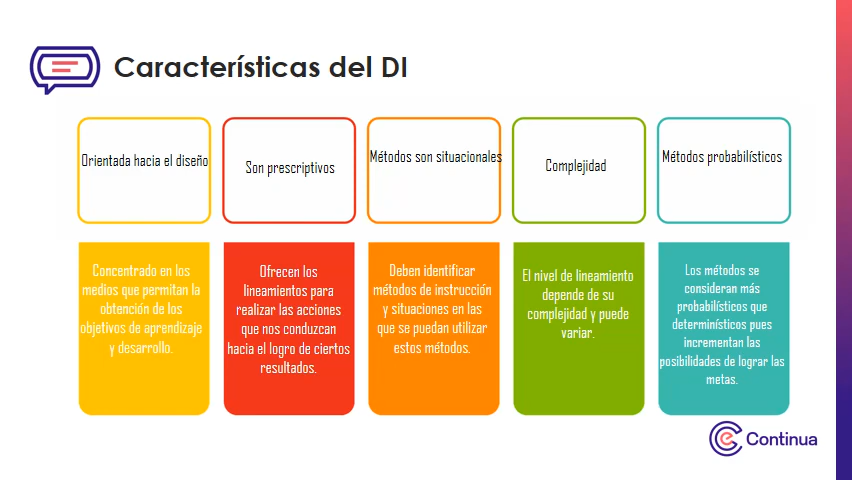 Características del DI
Orientada hacia el diseño
Son prescriptivos
Métodos son situacionales
Complejidad
Métodos probabilísticos
Concentrado en los
medios que permitan la
obtención de los
objetivos de aprendizaje
y desarrollo.
Ofrecen los
lineamientos para
realizar las acciones
que nos conduzcan
hacia el logro de ciertos
resultados.
Deben identificar
métodos de instrucción
y situaciones en las
que se puedan utilizar
estos métodos.
El nivel de lineamiento
depende de su
complejidad y puede
variar.
Los métodos se
consideran más
probabilísticos que
determinísticos pues
incrementan las
posibilidades de lograr las
metas.
Continua